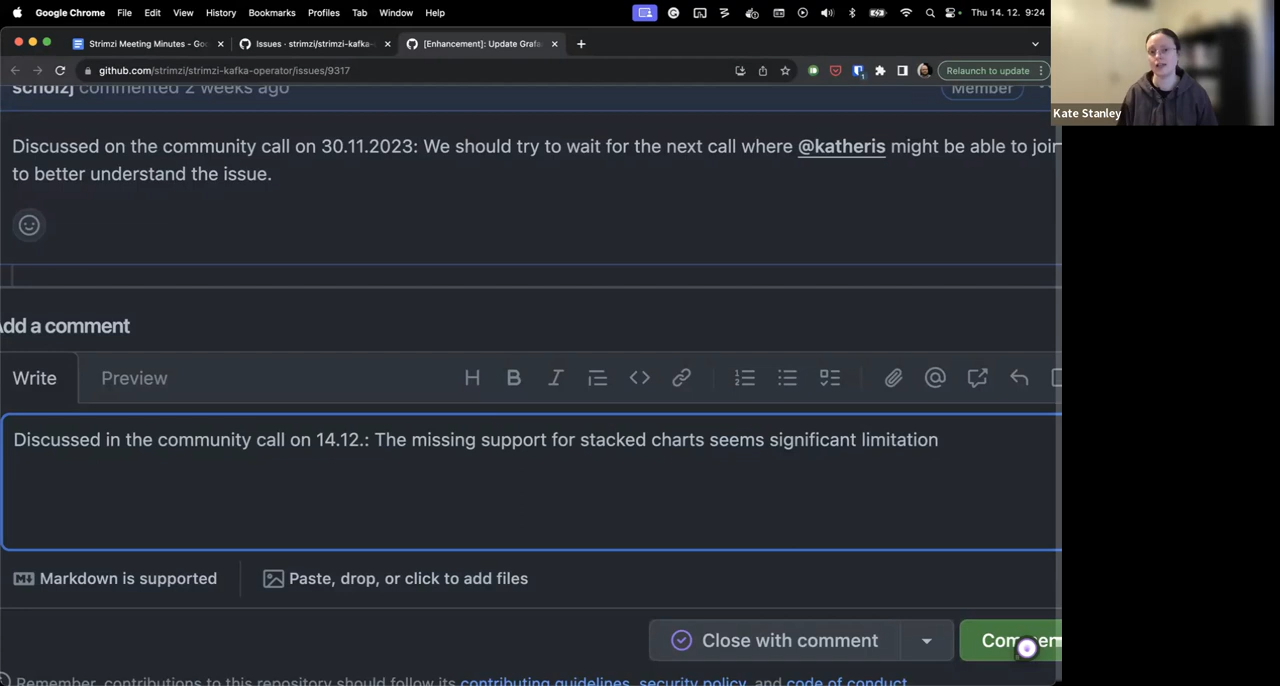 Google Chrome File Edit View History Bookmarks Profiles Tab Window Help Thu 14. 12. 9:24
Strimzi Meeting Minutes - Goo Issues · strimzi/strimzi-kafka- [Enhancement]: Update Grafa
github.com/strimzi/strimzi-kafka-operator/issues/9317 Relaunch to update
Kate Stanley
scholzj commented 2 weeks ago Member
Discussed on the community call on 30.11.2023: We should try to wait for the next call where @katheris might be able to join
to better understand the issue.
Add a comment
Write Preview
Discussed in the community call on 14.12.: The missing support for stacked charts seems significant limitation
Markdown is supported Paste, drop, or click to add files
Close with comment Commen
Remember, contributions to this repository should follow its contributing guidelines, security policy, and code of conduct.